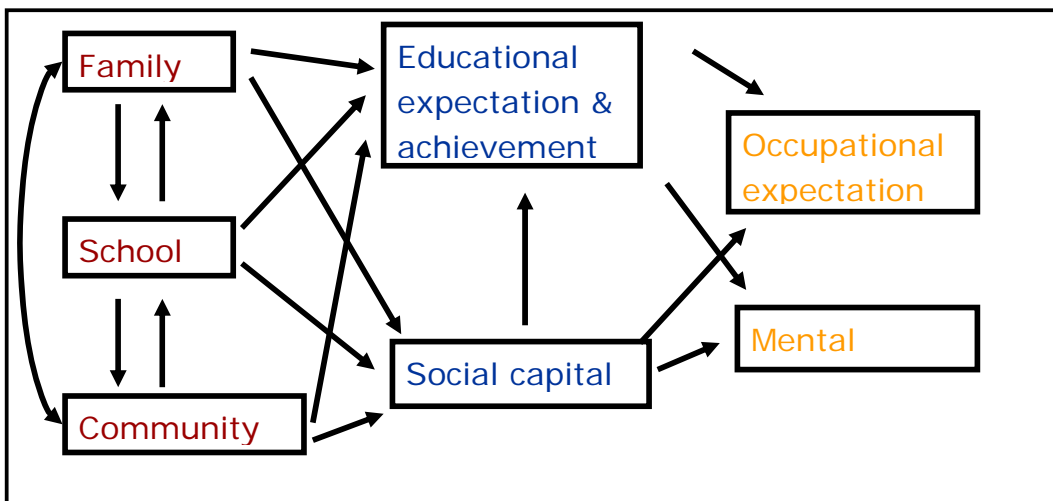 Family
Educational
expectation &
achievement
Occupational
expectation
School
Mental
Social capital
Community